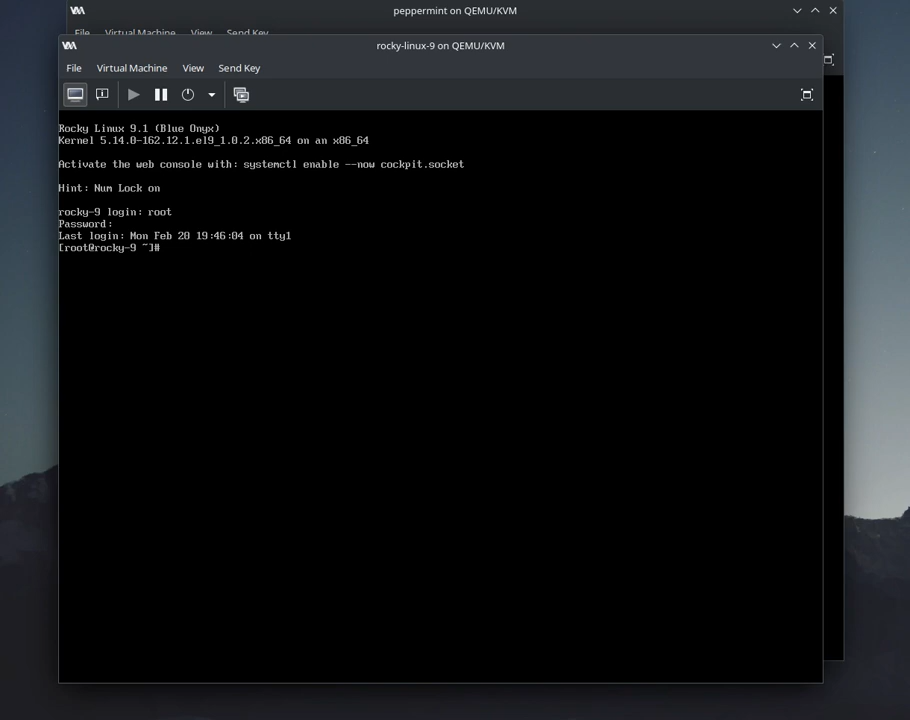 peppermint on QEMU/KVM
File Virtual Machine View Send Key
rocky-linux-9 on QEMU/KVM
File Virtual Machine View Send Key
Rocky Linux 9.1 (Blue Onyx)
Kernel 5.14.0-162.12.1.el9_1.0.2.x86_64 on an x86_64
Activate the web console with: systemctl enable --now cockpit.socket
Hint: Num Lock on
rocky-9 login: root
Password:
Last login: Mon Feb 20 19:46:04 on tty1
[root@rocky-9 ~]#